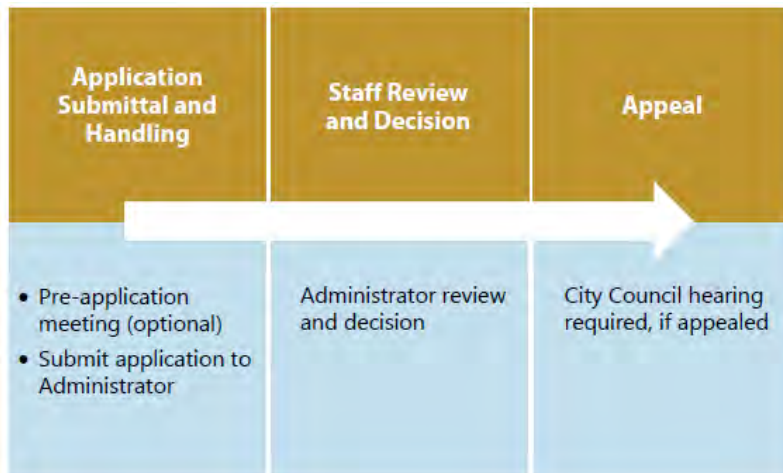 Application
Submittal and
Handling
Staff Review
and Decision
Appeal
• Pre-application
meeting (optional)
• Submit application to
Administrator
Administrator review
and decision
City Council hearing
required, if appealed